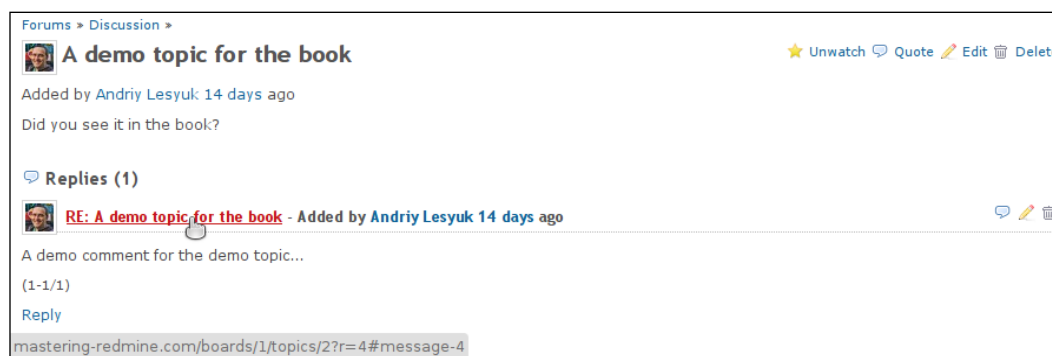 Forums » Discussion »
A demo topic for the book
Unwatch Quote Edit Delete
Added by Andriy Lesyuk 14 days ago
Did you see it in the book?
Replies (1)
RE: A demo topic for the book - Added by Andriy Lesyuk 14 days ago
A demo comment for the demo topic...
(1-1/1)
Reply
mastering-redmine.com/boards/1/topics/2?r=4#message-4